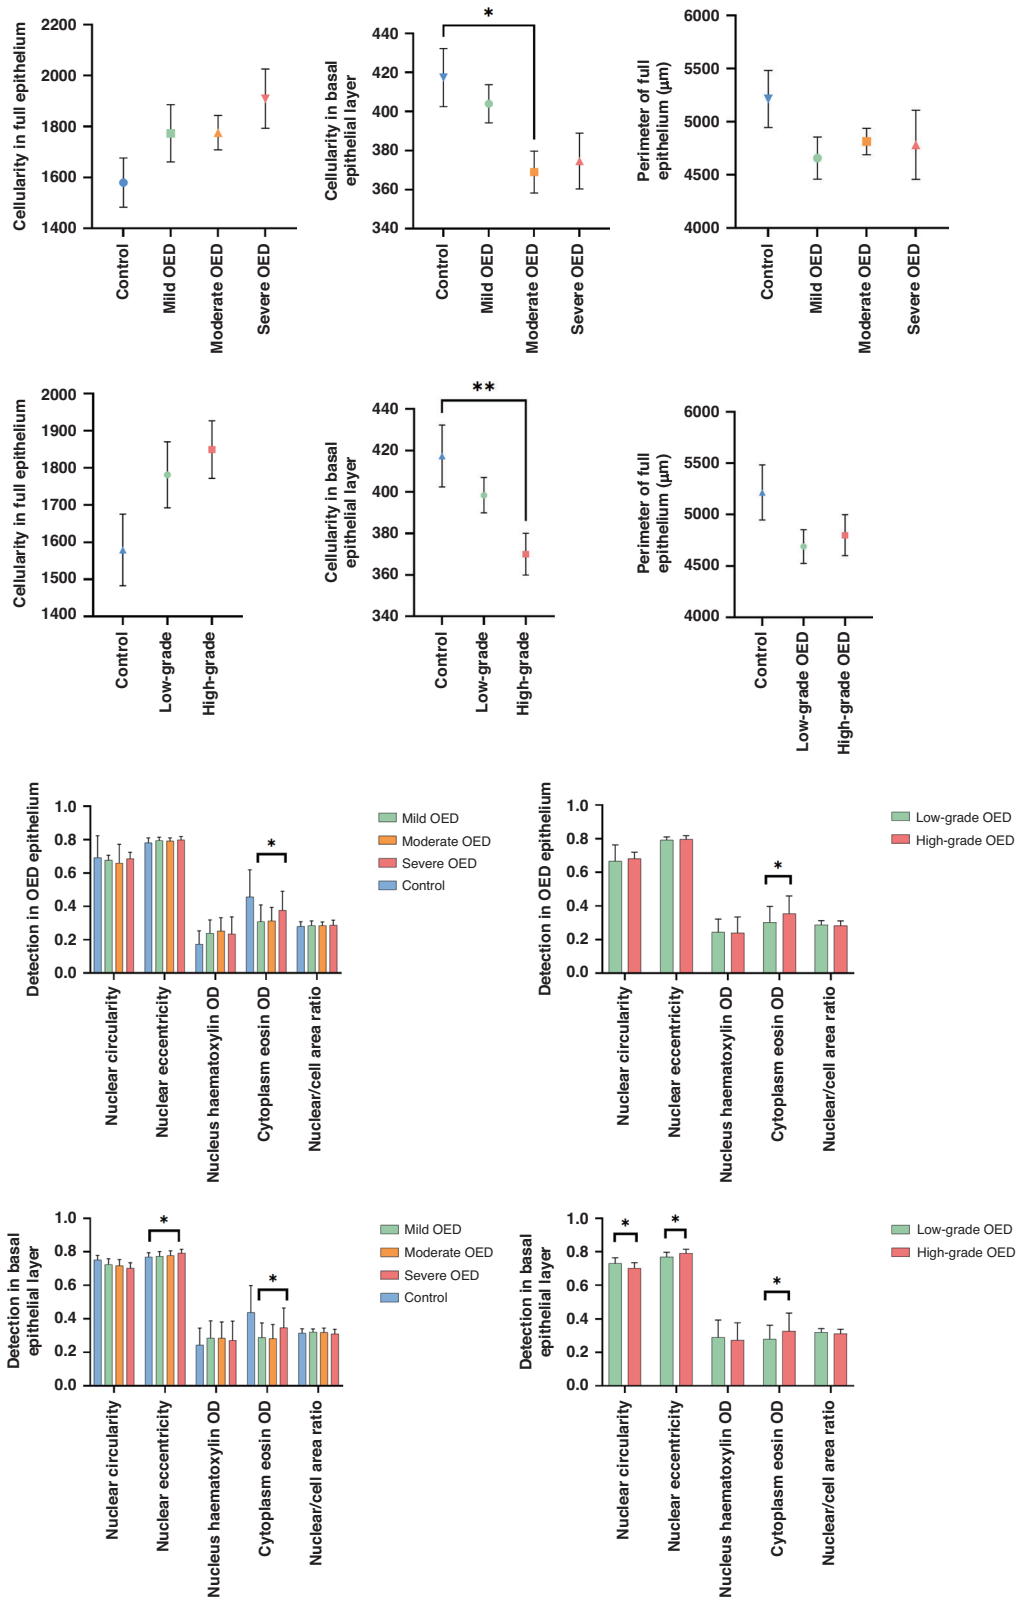 Cellularity in full epithelium
2200
2000
1800
1600
1400
Control
Mild OED
Moderate OED
Severe OED
Cellularity in basal
epithelial layer
*
440
420
400
380
360
340
Control
Mild OED
Moderate OED
Severe OED
Perimeter of full
epithelium (µm)
6000
5500
5000
4500
4000
Control
Mild OED
Moderate OED
Severe OED
Cellularity in full epithelium
2000
1900
1800
1700
1600
1500
1400
Control
Low-grade
High-grade
Cellularity in basal
epithelial layer
**
440
420
400
380
360
340
Control
Low-grade
High-grade
Perimeter of full
epithelium (µm)
6000
5500
5000
4500
4000
Control
Low-grade OED
High-grade OED
Detection in OED epithelium
1.0
0.8
0.6
0.4
0.2
0.0
*
Nuclear circularity
Nuclear eccentricity
Nucleus haematoxylin OD
Cytoplasm eosin OD
Nuclear/cell area ratio
Mild OED
Moderate OED
Severe OED
Control
Detection in OED epithelium
1.0
0.8
0.6
0.4
0.2
0.0
*
Nuclear circularity
Nuclear eccentricity
Nucleus haematoxylin OD
Cytoplasm eosin OD
Nuclear/cell area ratio
Low-grade OED
High-grade OED
Detection in basal
epithelial layer
1.0
0.8
0.6
0.4
0.2
0.0
*
*
Nuclear circularity
Nuclear eccentricity
Nucleus haematoxylin OD
Cytoplasm eosin OD
Nuclear/cell area ratio
Mild OED
Moderate OED
Severe OED
Control
Detection in basal
epithelial layer
1.0
0.8
0.6
0.4
0.2
0.0
*
*
*
Nuclear circularity
Nuclear eccentricity
Nucleus haematoxylin OD
Cytoplasm eosin OD
Nuclear/cell area ratio
Low-grade OED
High-grade OED